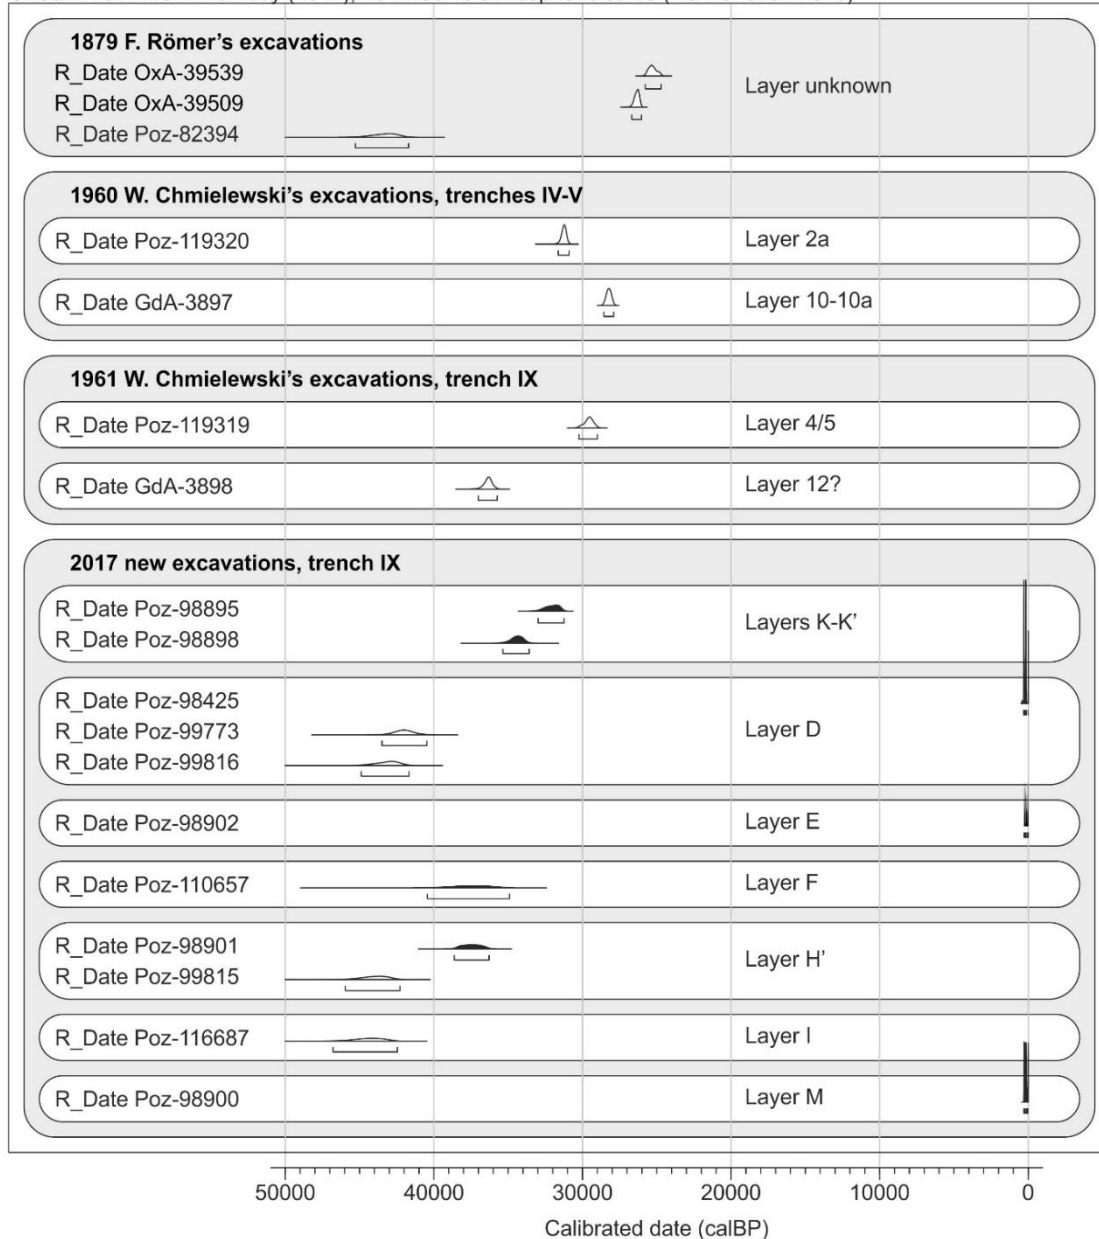 1879 F. Römer's excavations
R_Date OxA-39539
R_Date OxA-39509
R_Date Poz-82394
Layer unknown
1960 W. Chmielewski's excavations, trenches IV-V
R_Date Poz-119320 Layer 2a
R_Date GdA-3897 Layer 10-10a
1961 W. Chmielewski's excavations, trench IX
R_Date Poz-119319 Layer 4/5
R_Date GdA-3898 Layer 12?
2017 new excavations, trench IX
R_Date Poz-98895
R_Date Poz-98898
Layers K-K'
R_Date Poz-98425
R_Date Poz-99773
R_Date Poz-99816
Layer D
R_Date Poz-98902 Layer E
R_Date Poz-110657 Layer F
R_Date Poz-98901
R_Date Poz-99815
Layer H'
R_Date Poz-116687 Layer I
R_Date Poz-98900 Layer M
50000 40000 30000 20000 10000 0
Calibrated date (calBP)